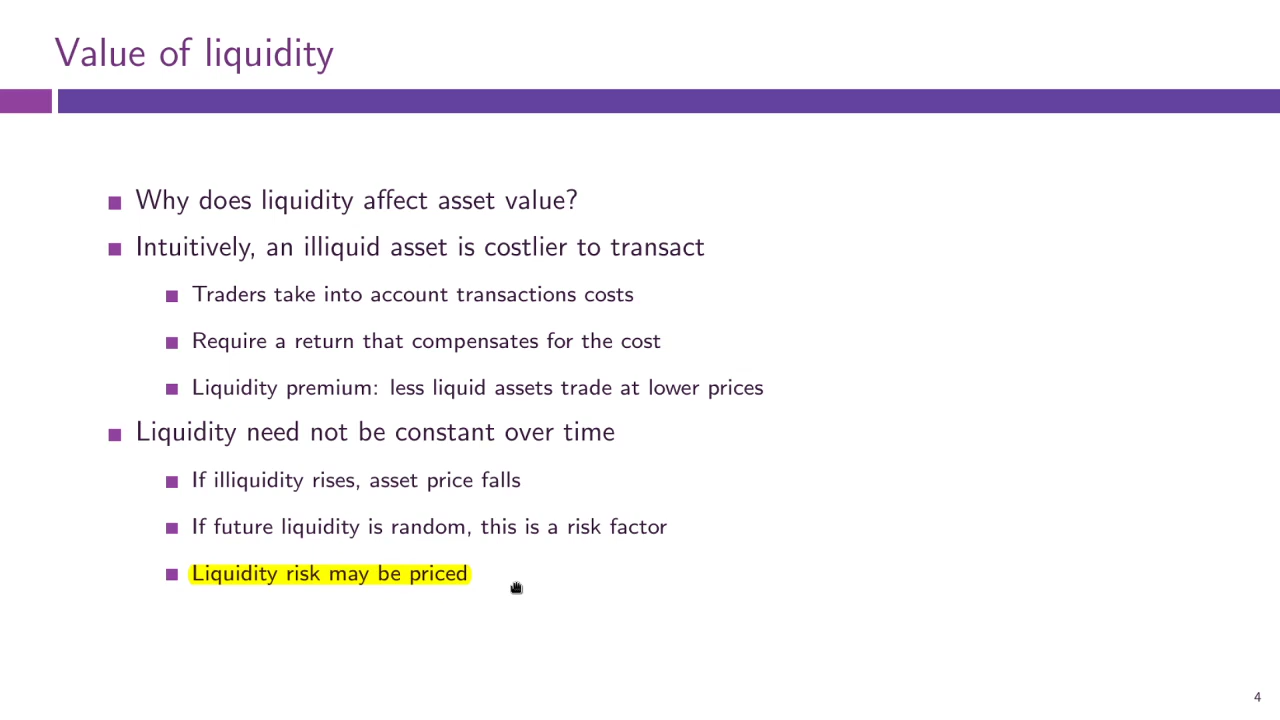 Value of liquidity
Why does liquidity affect asset value?
Intuitively, an illiquid asset is costlier to transact
Traders take into account transactions costs
Require a return that compensates for the cost
Liquidity premium: less liquid assets trade at lower prices
Liquidity need not be constant over time
If illiquidity rises, asset price falls
If future liquidity is random, this is a risk factor
Liquidity risk may be priced
4